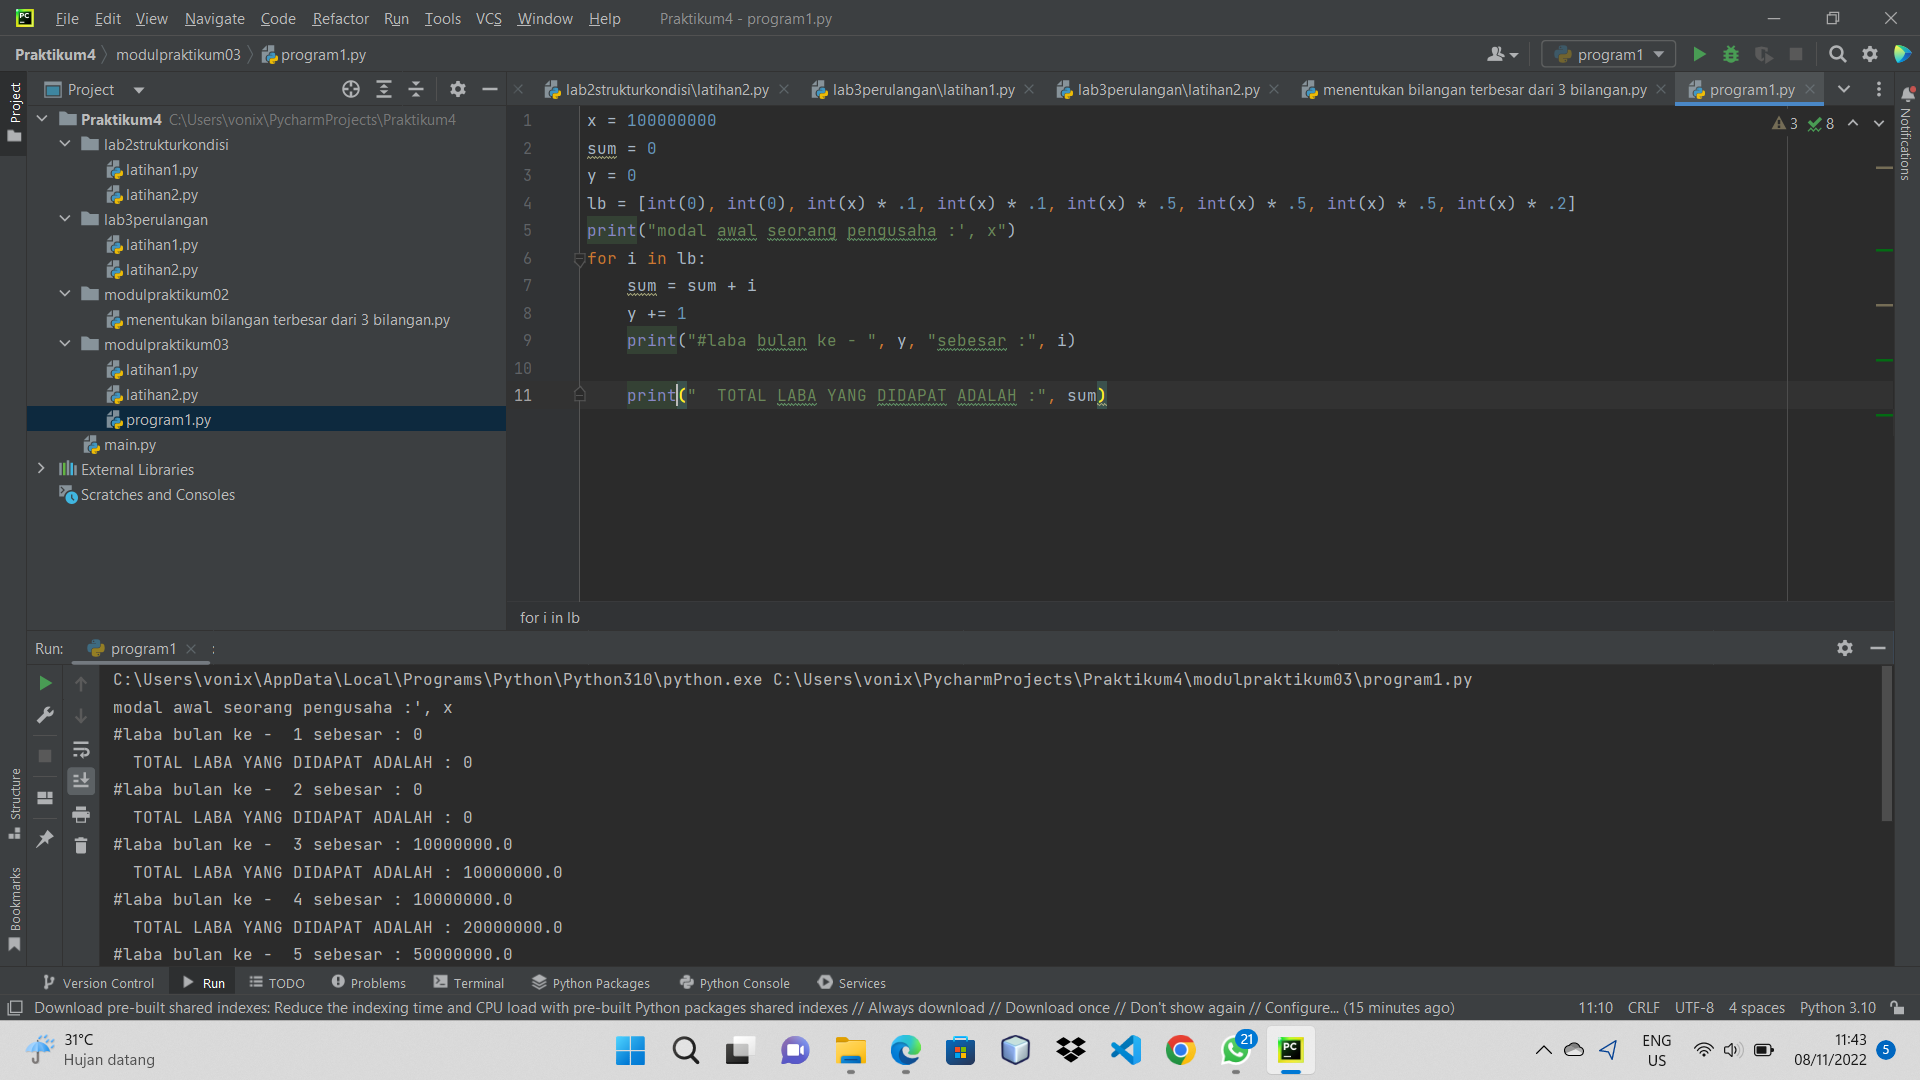 File Edit View Navigate Code Refactor Run Tools VCS Window Help Praktikum4 - program1.py
Praktikum4 modulpraktikum03 program1.py program1
Project lab2strukturkondisi\latihan2.py lab3perulangan\latihan1.py lab3perulangan\latihan2.py menentukan bilangan terbesar dari 3 bilangan.py program1.py
Project
Notifications
Praktikum4 C:\Users\vonix\PycharmProjects\Praktikum4
lab2strukturkondisi
latihan1.py
latihan2.py
lab3perulangan
latihan1.py
latihan2.py
modulpraktikum02
menentukan bilangan terbesar dari 3 bilangan.py
modulpraktikum03
latihan1.py
latihan2.py
program1.py
main.py
External Libraries
Scratches and Consoles
3 8
1 x = 100000000
2 sum = 0
3 y = 0
4 lb = [int(0), int(0), int(x) * .1, int(x) * .1, int(x) * .5, int(x) * .5, int(x) * .5, int(x) * .2]
5 print("modal awal seorang pengusaha :', x")
6 for i in lb:
7 sum = sum + i
8 y += 1
9 print("#laba bulan ke - ", y, "sebesar :", i)
10
11 print("  TOTAL LABA YANG DIDAPAT ADALAH :", sum)
for i in lb
Run: program1 :
C:\Users\vonix\AppData\Local\Programs\Python\Python310\python.exe C:\Users\vonix\PycharmProjects\Praktikum4\modulpraktikum03\program1.py
modal awal seorang pengusaha :', x
#laba bulan ke -  1 sebesar : 0
  TOTAL LABA YANG DIDAPAT ADALAH : 0
#laba bulan ke -  2 sebesar : 0
  TOTAL LABA YANG DIDAPAT ADALAH : 0
#laba bulan ke -  3 sebesar : 10000000.0
  TOTAL LABA YANG DIDAPAT ADALAH : 10000000.0
#laba bulan ke -  4 sebesar : 10000000.0
  TOTAL LABA YANG DIDAPAT ADALAH : 20000000.0
#laba bulan ke -  5 sebesar : 50000000.0
Structure
Bookmarks
Version Control Run TODO Problems Terminal Python Packages Python Console Services
Download pre-built shared indexes: Reduce the indexing time and CPU load with pre-built Python packages shared indexes // Always download // Download once // Don't show again // Configure... (15 minutes ago) 11:10 CRLF UTF-8 4 spaces Python 3.10
31°C
Hujan datang
21
PC
ENG
US
11:43
08/11/2022
5